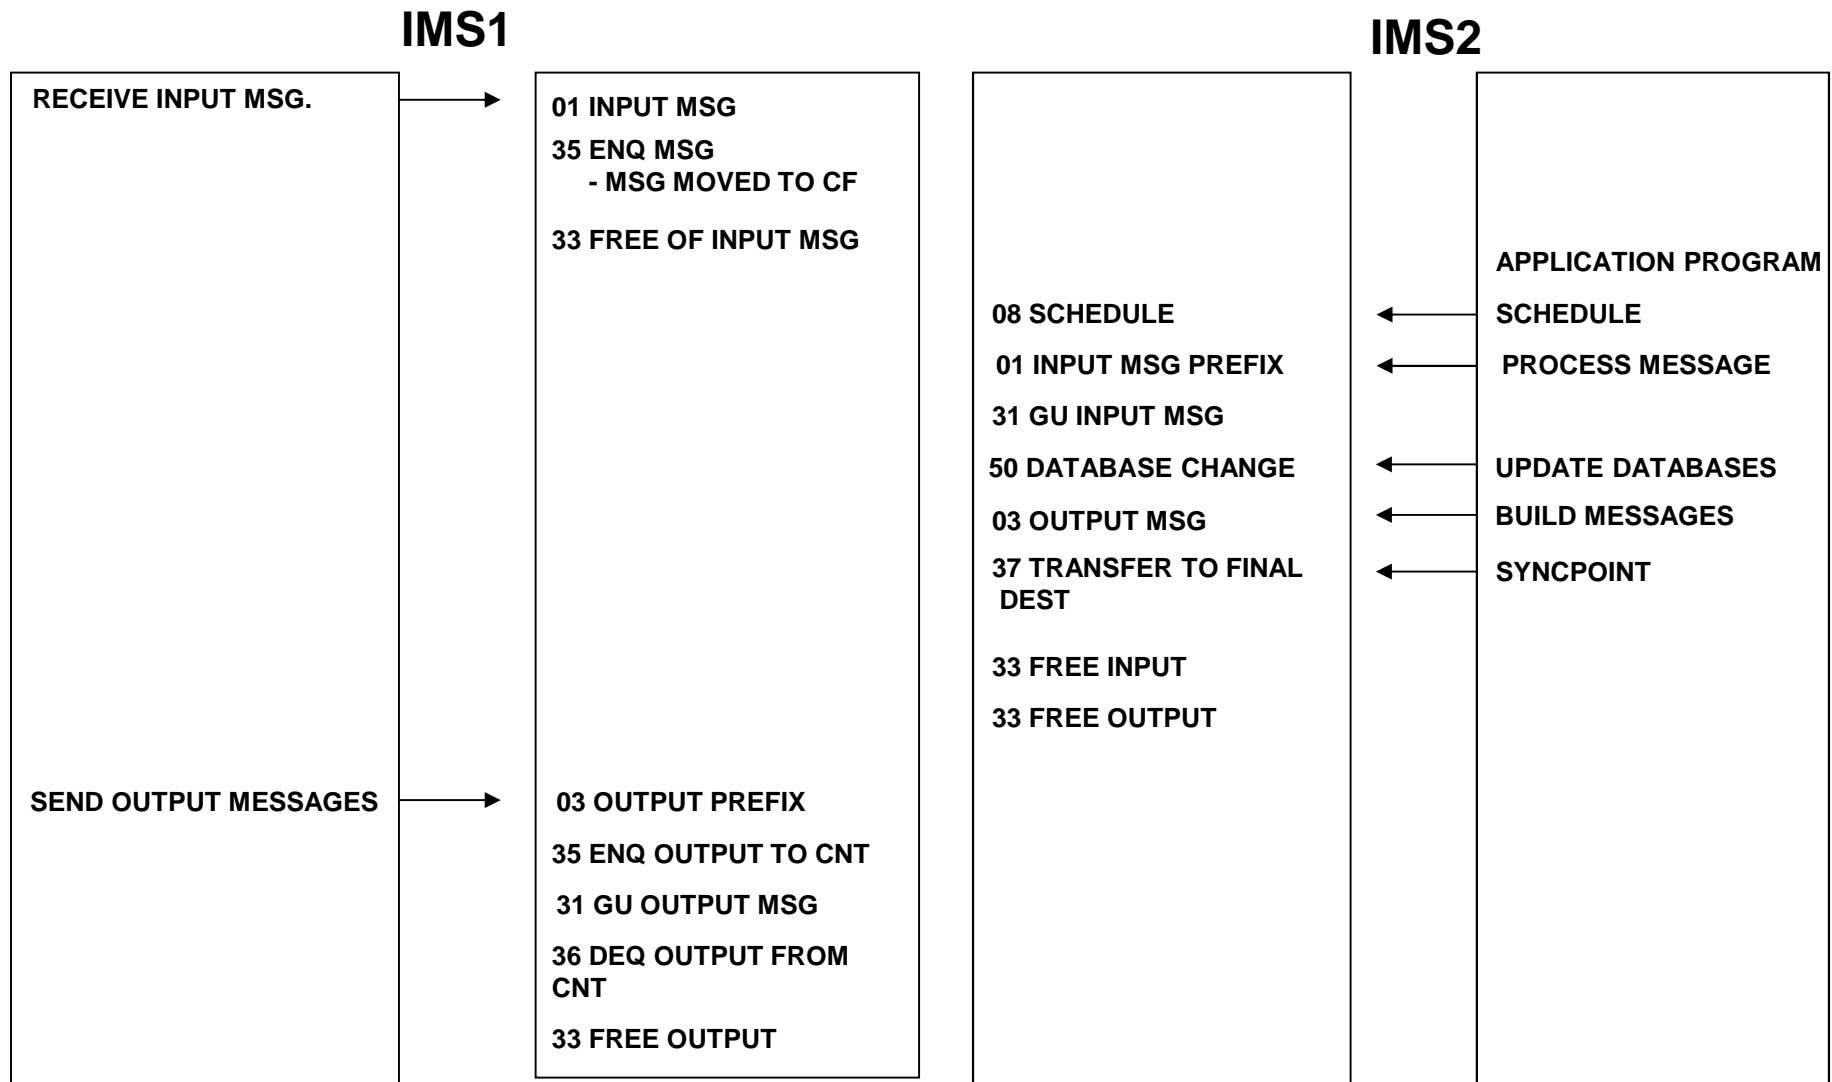 IMS1
IMS2
RECEIVE INPUT MSG.
01 INPUT MSG
35 ENQ MSG
- MSG MOVED TO CF
33 FREE OF INPUT MSG
SEND OUTPUT MESSAGES
03 OUTPUT PREFIX
35 ENQ OUTPUT TO CNT
31 GU OUTPUT MSG
36 DEQ OUTPUT FROM
CNT
33 FREE OUTPUT
08 SCHEDULE
01 INPUT MSG PREFIX
31 GU INPUT MSG
50 DATABASE CHANGE
03 OUTPUT MSG
37 TRANSFER TO FINAL
DEST
33 FREE INPUT
33 FREE OUTPUT
APPLICATION PROGRAM
SCHEDULE
PROCESS MESSAGE
UPDATE DATABASES
BUILD MESSAGES
SYNCPOINT